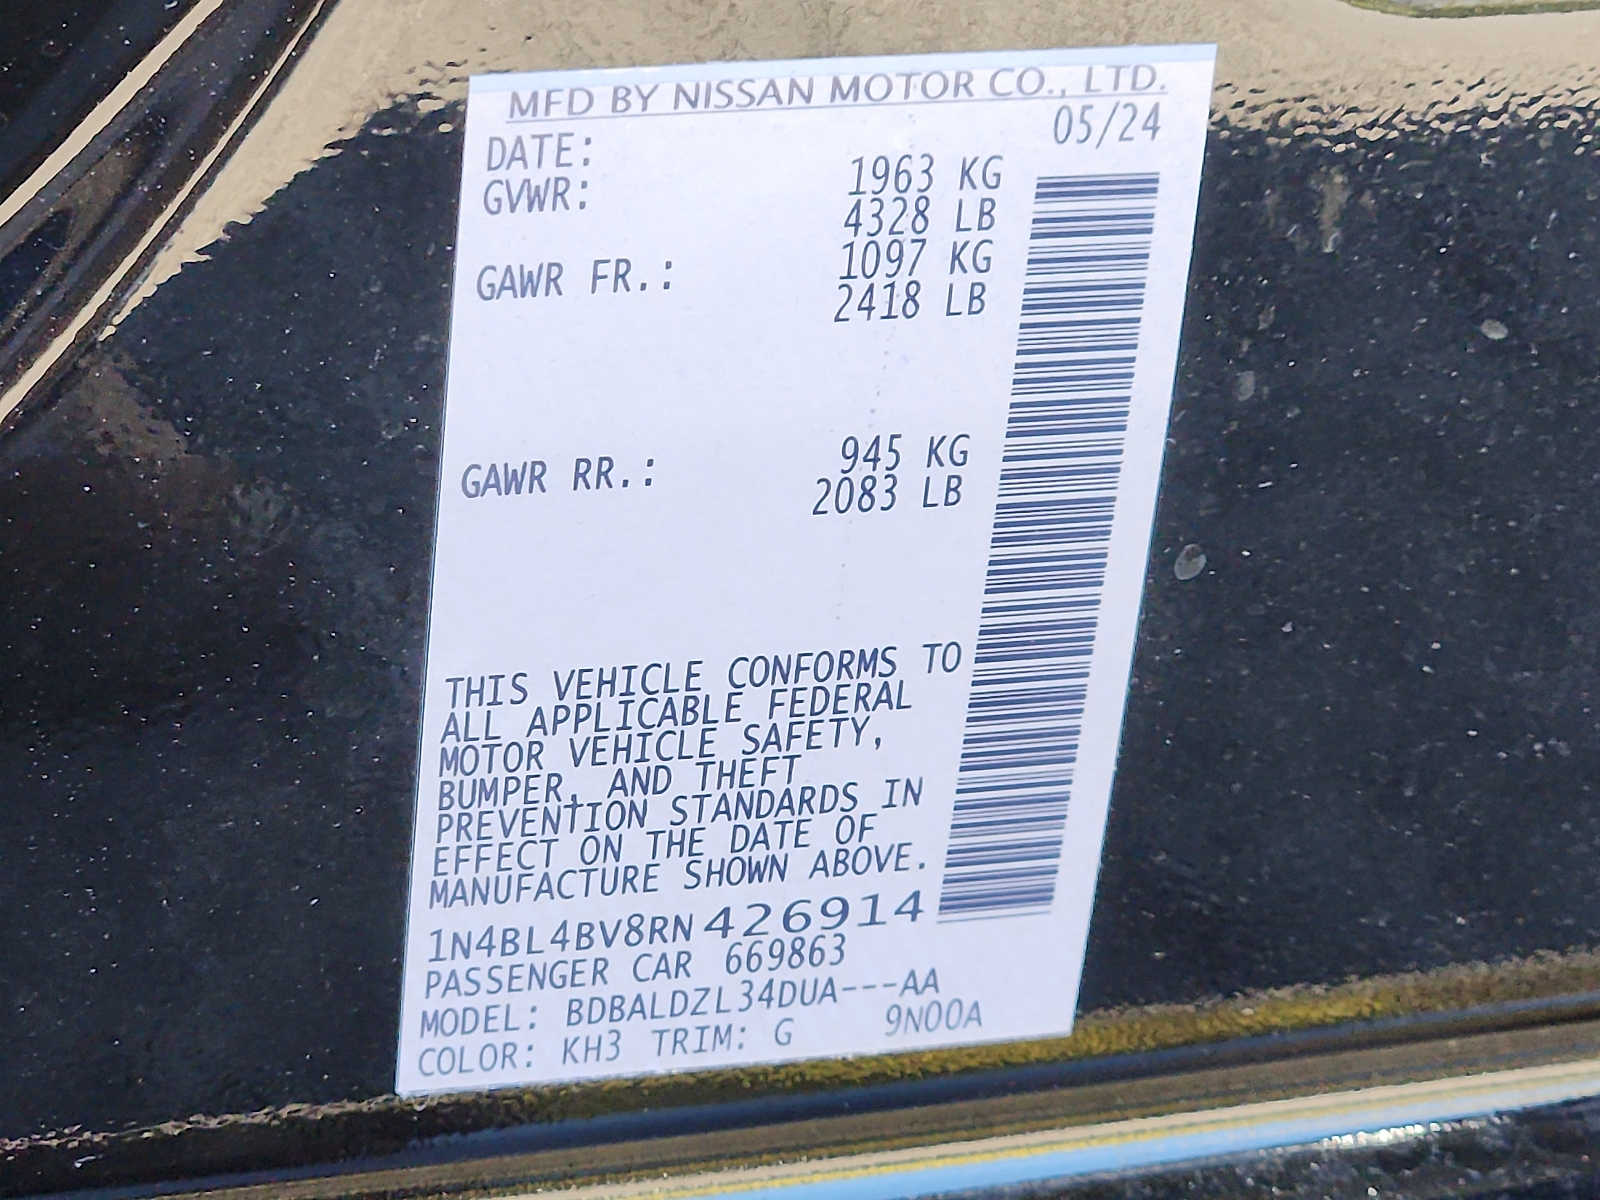 MFD BY NISSAN MOTOR CO., LTD.
DATE: 05/24
GVWR: 1963 KG
4328 LB
GAWR FR.: 1097 KG
2418 LB
GAWR RR.: 945 KG
2083 LB
THIS VEHICLE CONFORMS TO
ALL APPLICABLE FEDERAL
MOTOR VEHICLE SAFETY,
BUMPER, AND THEFT
PREVENTION STANDARDS IN
EFFECT ON THE DATE OF
MANUFACTURE SHOWN ABOVE.
1N4BL4BV8RN426914
PASSENGER CAR 669863
MODEL: BDBALDZL34DUA---AA
COLOR: KH3 TRIM: G 9N00A